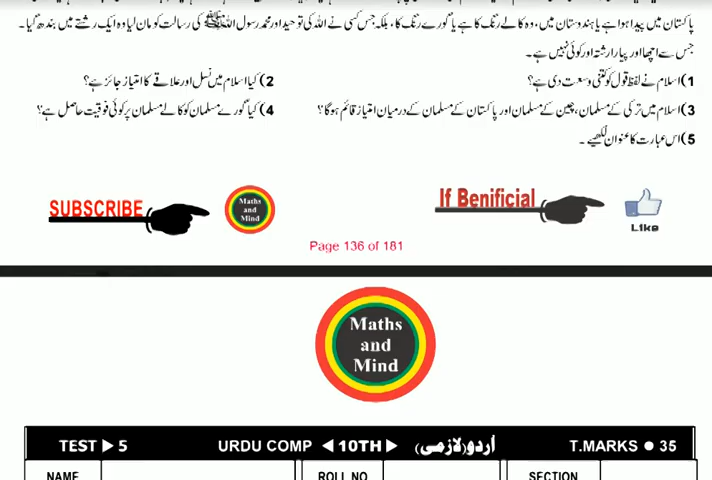 پاکستان میں پیدا ہوا ہے یا ہندوستان میں، وہ کالے رنگ کا ہے یا گورے رنگ کا، بلکہ جس کسی نے اللہ کی توحید اور محمد رسول اللہ ﷺ کی رسالت کو مان لیا وہ ایک رشتے میں بندھ گیا۔
جس سے اچھا اور پیارا رشتہ اور کوئی نہیں ہے۔
1) اسلام نے لفظ قول کو کتنی وسعت دی ہے؟ 2) کیا اسلام میں نسل اور علاقے کا امتیاز جائز ہے؟
3) اسلام میں ترکی کے مسلمان، چین کے مسلمان اور پاکستان کے مسلمان کے درمیان امتیاز قائم ہوگا؟ 4) کیا گورے مسلمان کو کالے مسلمان پر کوئی فوقیت حاصل ہے؟
5) اس عبارت کا عنوان لکھیے۔
SUBSCRIBE
Maths
and
Mind
If Benificial
Like
Page 136 of 181
Maths
and
Mind
TEST ▶ 5 URDU COMP ◀ 10TH ▶ اُردو (لازمی) T.MARKS ● 35
NAME ROLL NO SECTION